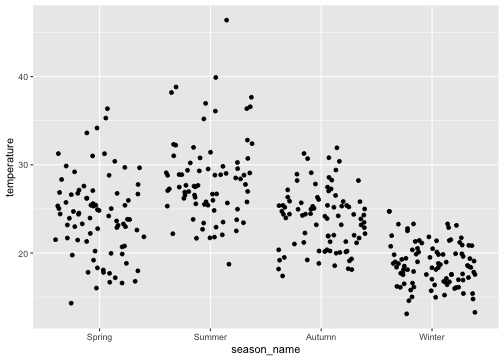 40
30
20
temperature
Spring Summer Autumn Winter
season_name